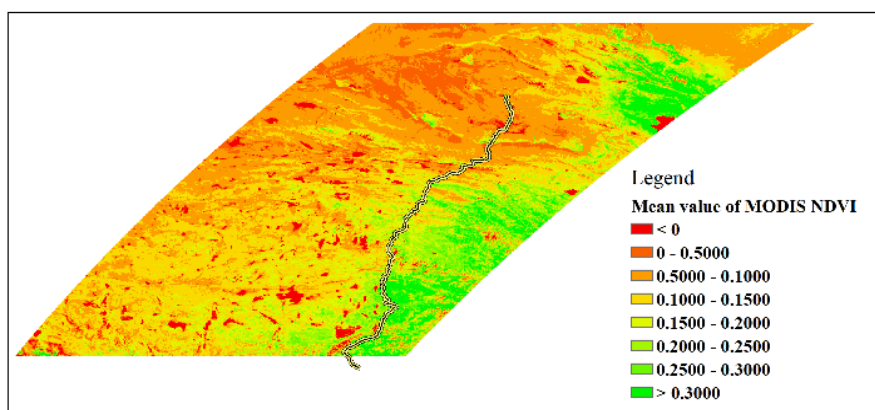 Legend
Mean value of MODIS NDVI
< 0
0 - 0.5000
0.5000 - 0.1000
0.1000 - 0.1500
0.1500 - 0.2000
0.2000 - 0.2500
0.2500 - 0.3000
> 0.3000